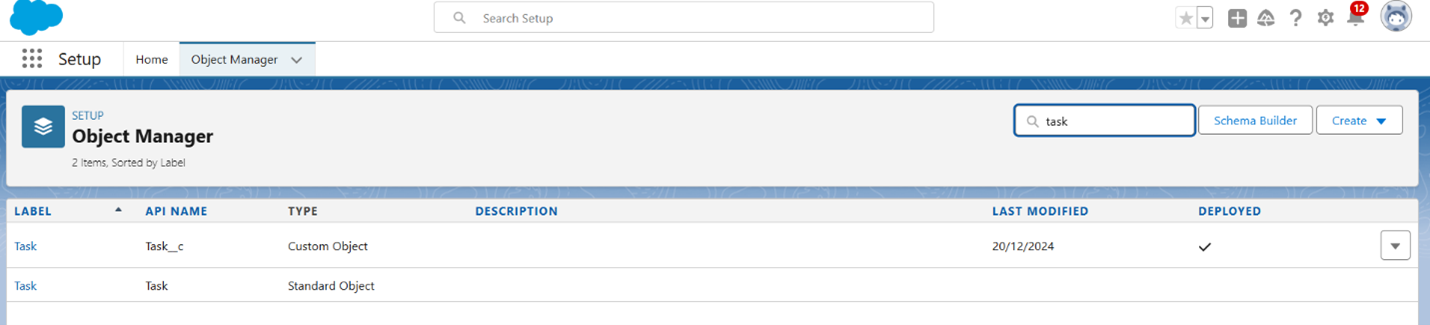 Search Setup
12
Setup Home Object Manager
SETUP
Object Manager
2 Items, Sorted by Label
task
Schema Builder
Create
LABEL API NAME TYPE DESCRIPTION LAST MODIFIED DEPLOYED
Task Task__c Custom Object 20/12/2024
Task Task Standard Object